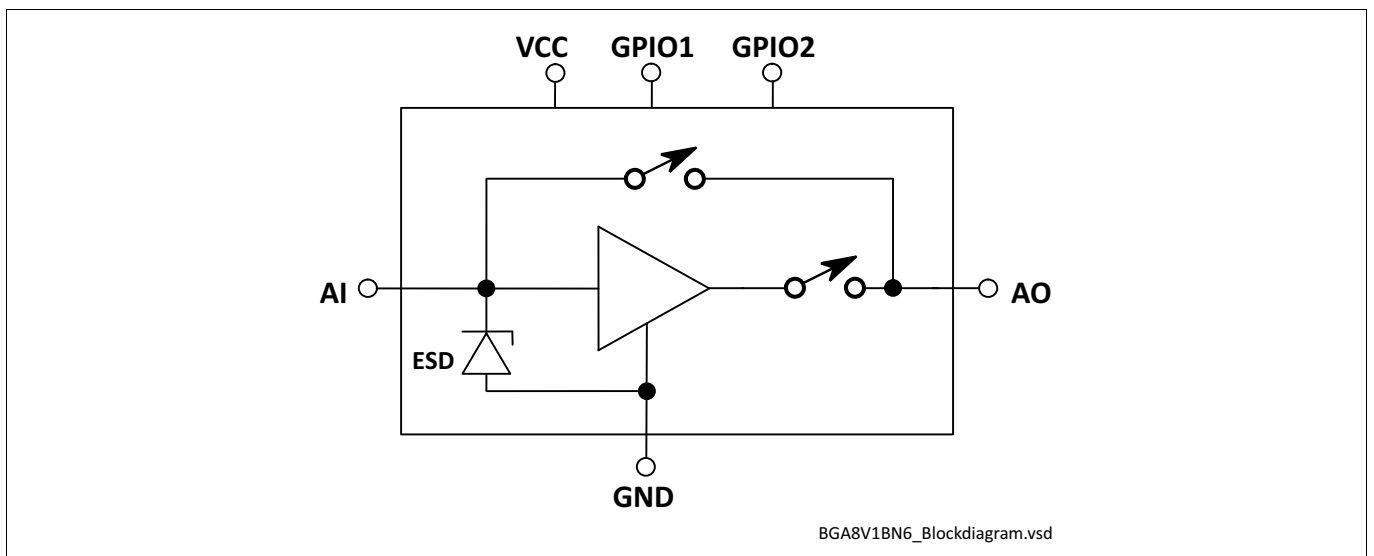 VCC GPIO1 GPIO2
AI
AO
ESD
GND
BGA8V1BN6_Blockdiagram.vsd